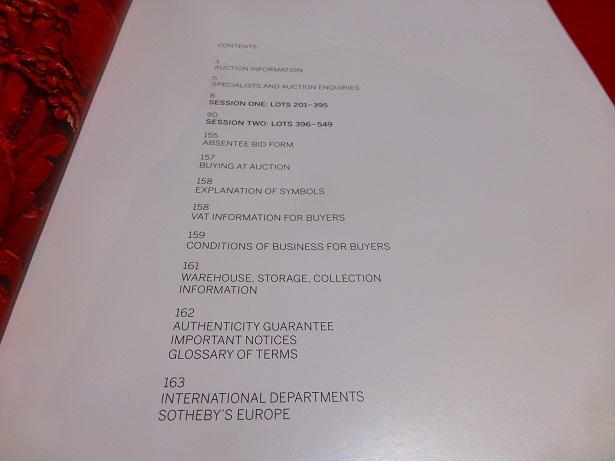 CONTENTS
3
AUCTION INFORMATION
5
SPECIALISTS AND AUCTION ENQUIRIES
8
SESSION ONE: LOTS 201–395
90
SESSION TWO: LOTS 396–549
155
ABSENTEE BID FORM
157
BUYING AT AUCTION
158
EXPLANATION OF SYMBOLS
158
VAT INFORMATION FOR BUYERS
159
CONDITIONS OF BUSINESS FOR BUYERS
161
WAREHOUSE, STORAGE, COLLECTION
INFORMATION
162
AUTHENTICITY GUARANTEE
IMPORTANT NOTICES
GLOSSARY OF TERMS
163
INTERNATIONAL DEPARTMENTS
SOTHEBY'S EUROPE